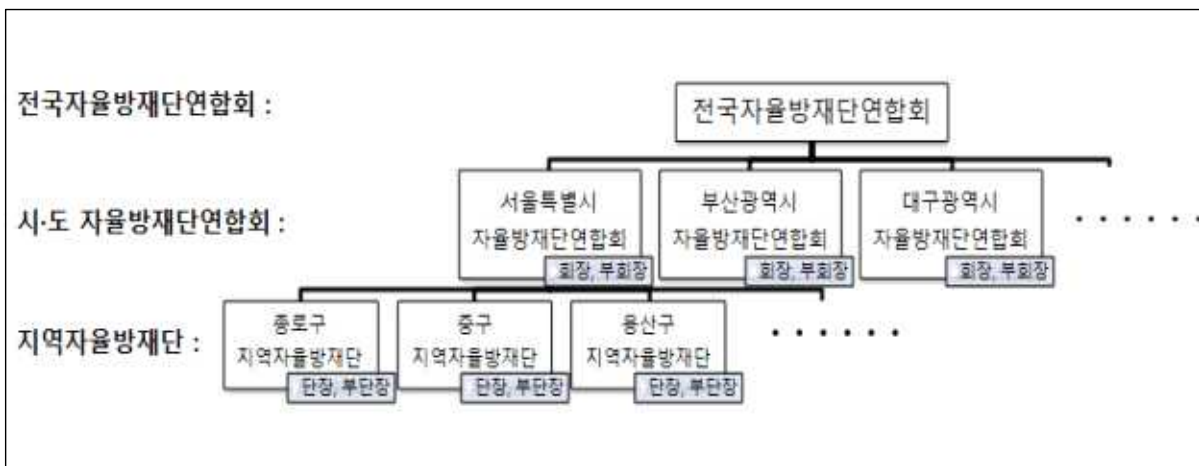 전국자율방재단연합회 :
전국자율방재단연합회
시·도 자율방재단연합회 :
서울특별시
자율방재단연합회
회장, 부회장
부산광역시
자율방재단연합회
회장, 부회장
대구광역시
자율방재단연합회
회장, 부회장
· · · · · ·
지역자율방재단 :
종로구
지역자율방재단
단장, 부단장
중구
지역자율방재단
단장, 부단장
용산구
지역자율방재단
단장, 부단장
· · · · · ·